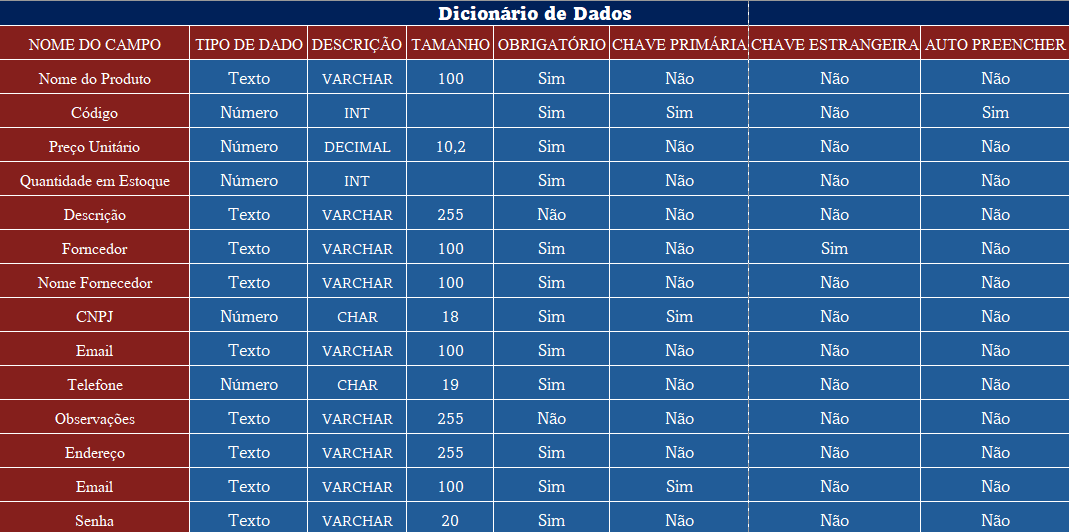 Dicionário de Dados
NOME DO CAMPO TIPO DE DADO DESCRIÇÃO TAMANHO OBRIGATÓRIO CHAVE PRIMÁRIA CHAVE ESTRANGEIRA AUTO PREENCHER
Nome do Produto Texto VARCHAR 100 Sim Não Não Não
Código Número INT Sim Sim Não Sim
Preço Unitário Número DECIMAL 10,2 Sim Não Não Não
Quantidade em Estoque Número INT Sim Não Não Não
Descrição Texto VARCHAR 255 Não Não Não Não
Forncedor Texto VARCHAR 100 Sim Não Sim Não
Nome Fornecedor Texto VARCHAR 100 Sim Não Não Não
CNPJ Número CHAR 18 Sim Sim Não Não
Email Texto VARCHAR 100 Sim Não Não Não
Telefone Número CHAR 19 Sim Não Não Não
Observações Texto VARCHAR 255 Não Não Não Não
Endereço Texto VARCHAR 255 Sim Não Não Não
Email Texto VARCHAR 100 Sim Sim Não Não
Senha Texto VARCHAR 20 Sim Não Não Não